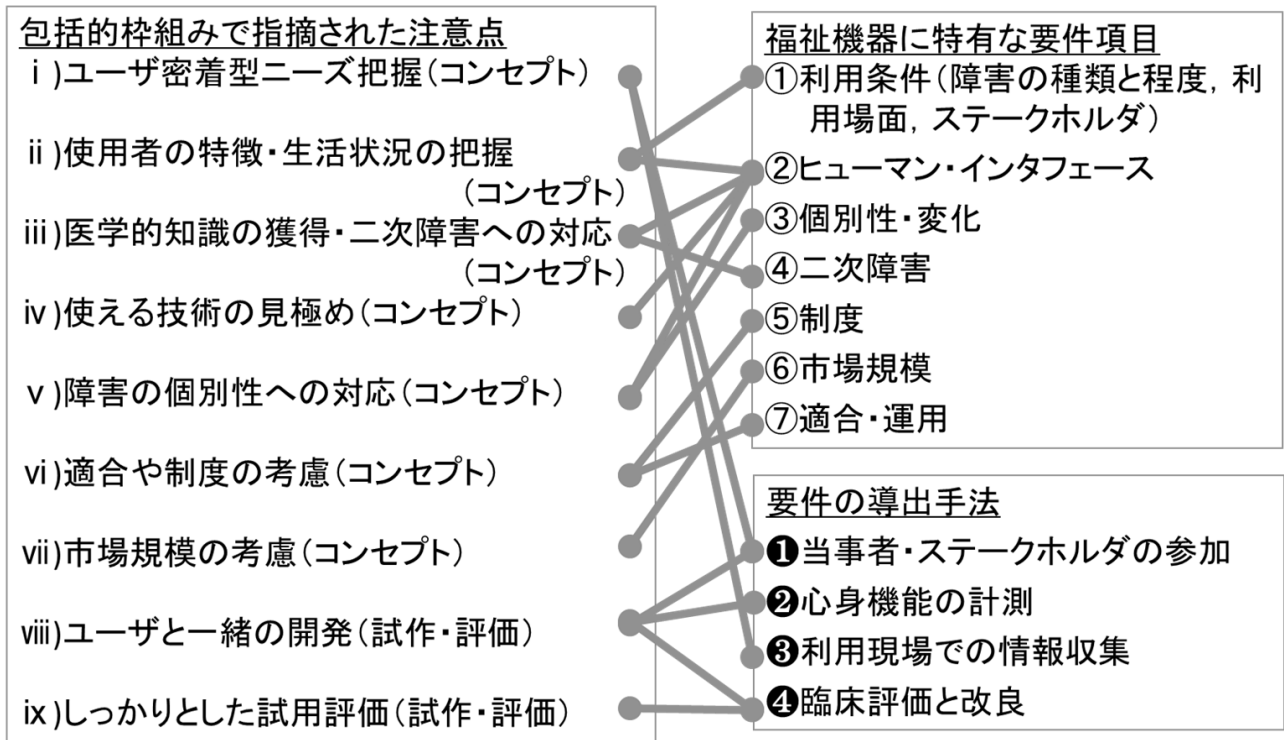 包括的枠組みで指摘された注意点
ⅰ)ユーザ密着型ニーズ把握(コンセプト)
ⅱ)使用者の特徴・生活状況の把握
(コンセプト)
ⅲ)医学的知識の獲得・二次障害への対応
(コンセプト)
ⅳ)使える技術の見極め(コンセプト)
ⅴ)障害の個別性への対応(コンセプト)
ⅵ)適合や制度の考慮(コンセプト)
ⅶ)市場規模の考慮(コンセプト)
ⅷ)ユーザと一緒の開発(試作・評価)
ⅸ)しっかりとした試用評価(試作・評価)
福祉機器に特有な要件項目
①利用条件(障害の種類と程度, 利
用場面, ステークホルダ)
②ヒューマン・インタフェース
③個別性・変化
④二次障害
⑤制度
⑥市場規模
⑦適合・運用
要件の導出手法
❶当事者・ステークホルダの参加
❷心身機能の計測
❸利用現場での情報収集
❹臨床評価と改良